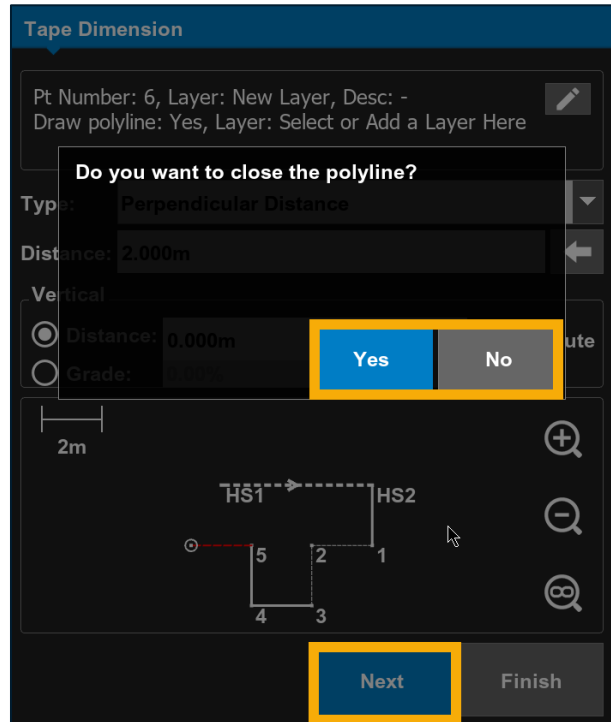 Tape Dimension
Pt Number: 6, Layer: New Layer, Desc: -
Draw polyline: Yes, Layer: Select or Add a Layer Here
Do you want to close the polyline?
Type: Perpendicular Distance
Distance: 2.000m
Vertical
Distance: 0.000m
ute
Grade: 0.00%
Yes No
2m
HS1 HS2
5 2 1
4 3
Next Finish